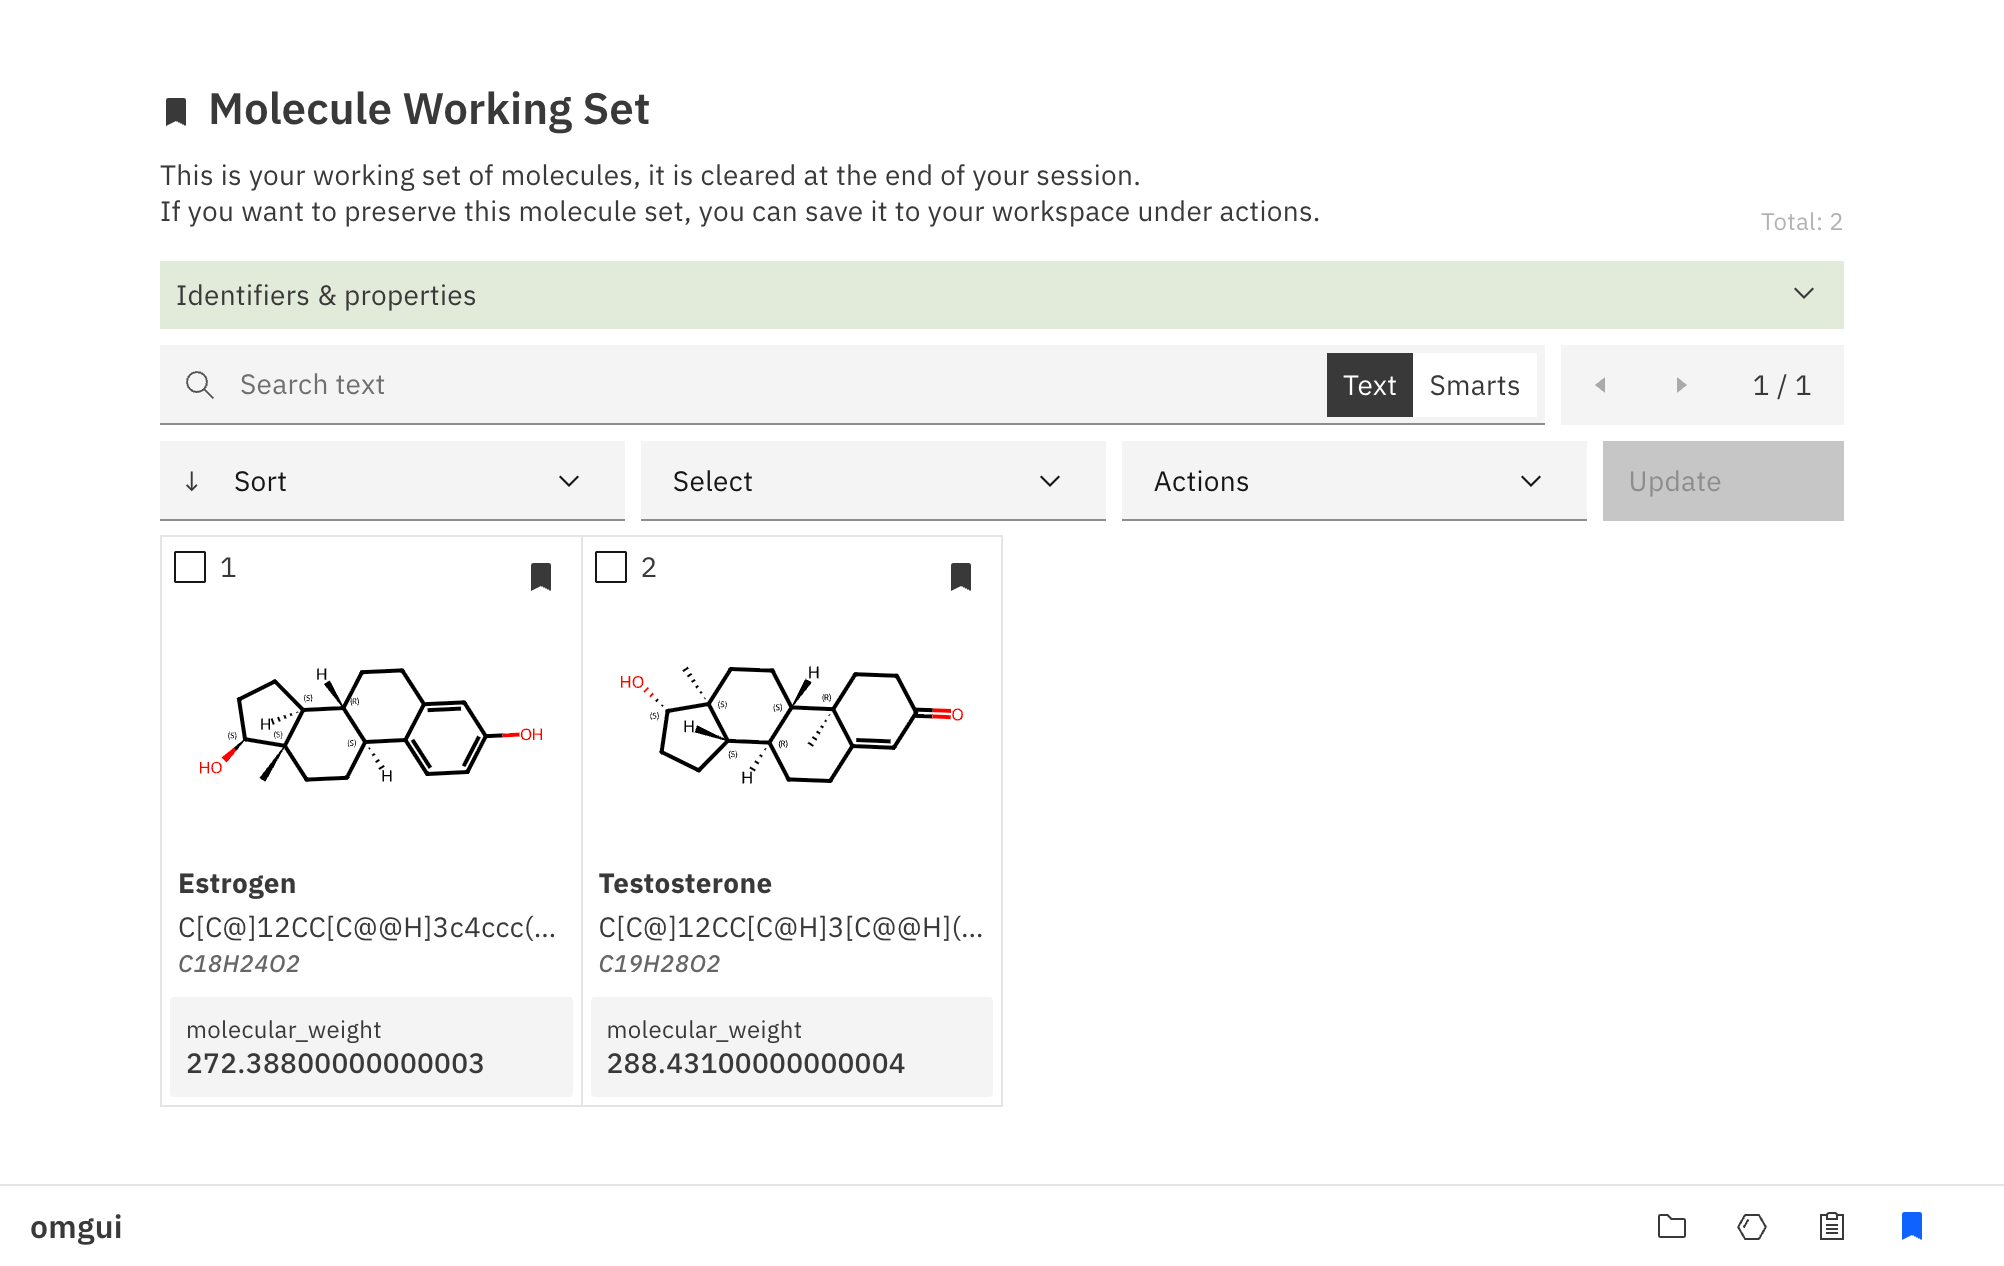 Molecule Working Set
This is your working set of molecules, it is cleared at the end of your session.
If you want to preserve this molecule set, you can save it to your workspace under actions.
Total: 2
Identifiers & properties
Search text
Text
Smarts
1 / 1
Sort
Select
Actions
Update
1
H
(S)
(R)
H
(S)
(S)
(S)
HO
H
OH
Estrogen
C[C@]12CC[C@@H]3c4ccc(...
C18H24O2
molecular_weight
272.38800000000003
2
HO
H
(S)
(S)
(S)
(R)
H
(S)
(R)
H
O
Testosterone
C[C@]12CC[C@H]3[C@@H](...
C19H28O2
molecular_weight
288.43100000000004
omgui